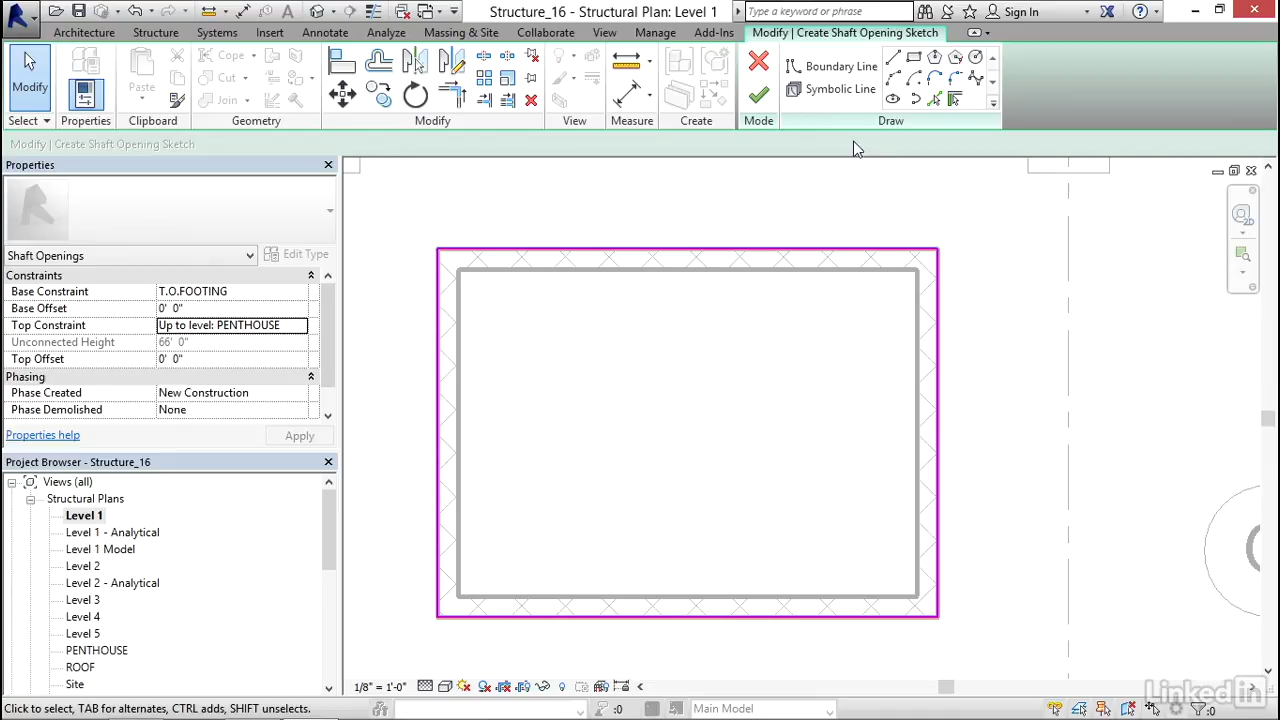 Structure_16 - Structural Plan: Level 1
Type a keyword or phrase
Sign In
Architecture Structure Systems Insert Annotate Analyze Massing & Site Collaborate View Manage Add-Ins Modify | Create Shaft Opening Sketch
Modify
Paste
Cope
Cut
Join
Boundary Line
Symbolic Line
Select Properties Clipboard Geometry Modify View Measure Create Mode Draw
Modify | Create Shaft Opening Sketch
Properties
Shaft Openings
Edit Type
Constraints
Base Constraint T.O.FOOTING
Base Offset 0' 0"
Top Constraint Up to level: PENTHOUSE
Unconnected Height 66' 0"
Top Offset 0' 0"
Phasing
Phase Created New Construction
Phase Demolished None
Properties help
Apply
Project Browser - Structure_16
Views (all)
Structural Plans
Level 1
Level 1 - Analytical
Level 1 Model
Level 2
Level 2 - Analytical
Level 3
Level 4
Level 5
PENTHOUSE
ROOF
Site
1/8" = 1'-0"
Click to select, TAB for alternates, CTRL adds, SHIFT unselects.
:0
Main Model
:0
2D
Linked in